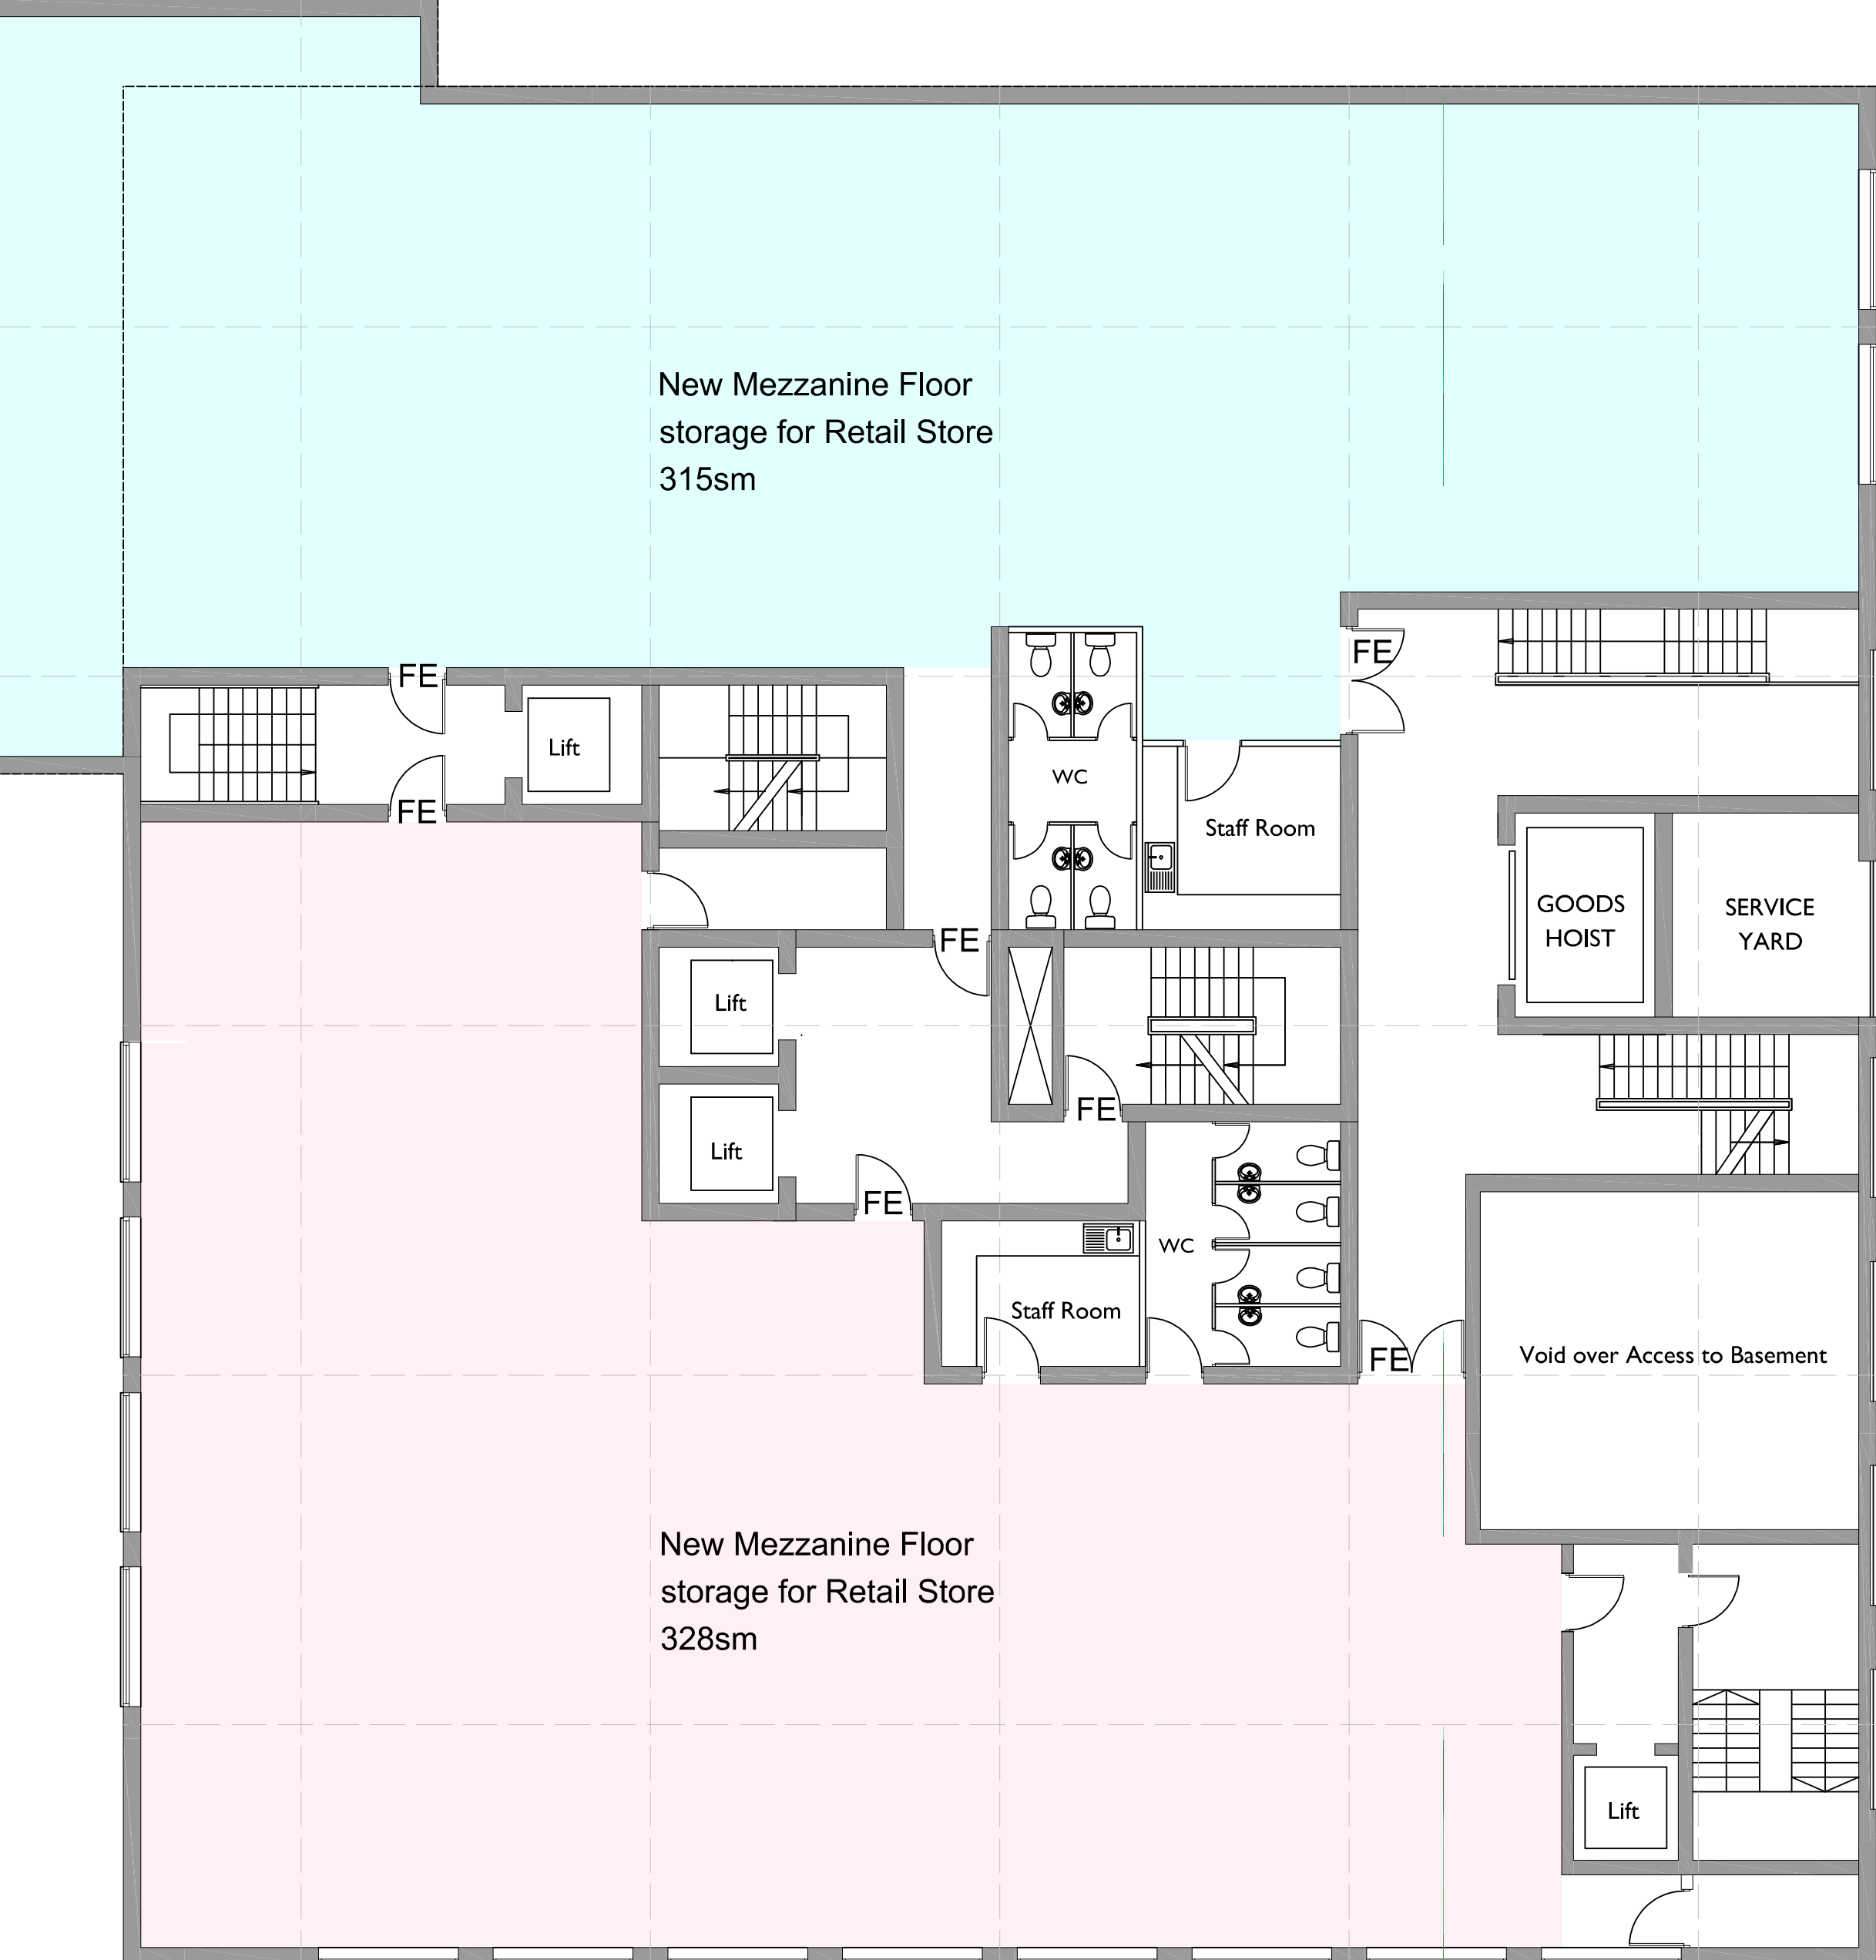 New Mezzanine Floor
storage for Retail Store
315sm
FE
FE
Lift
WC
Staff Room
FE
GOODS
HOIST
SERVICE
YARD
FE
Lift
FE
Lift
FE
WC
Staff Room
FE
Void over Access to Basement
New Mezzanine Floor
storage for Retail Store
328sm
Lift